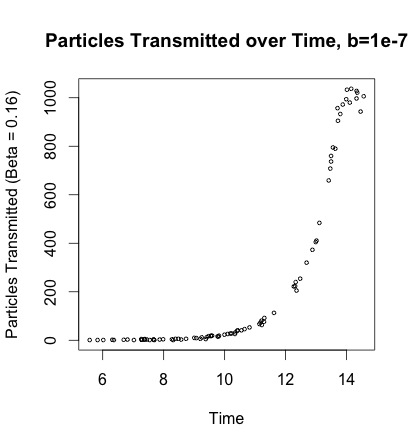 Particles Transmitted over Time, b=1e-7
Particles Transmitted (Beta = 0.16)
1000
800
600
400
200
0
6 8 10 12 14
Time